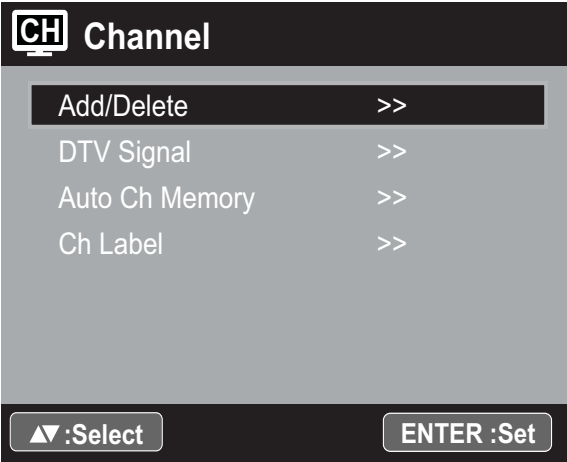 CH Channel
Add/Delete >>
DTV Signal >>
Auto Ch Memory >>
Ch Label >>
▲▼ :Select ENTER :Set